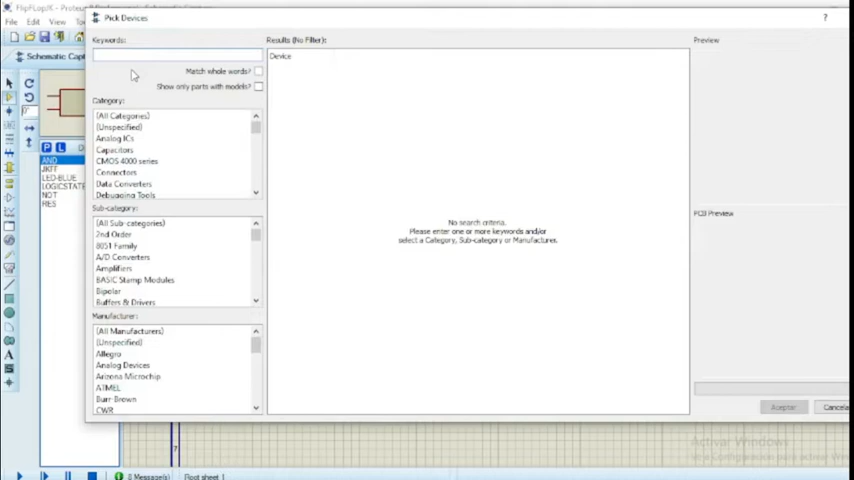 FlipFlopJK - Proteus
File Edit View
Pick Devices
?
Schematic Capt
Keywords:
Match whole words?
Show only parts with models?
Category:
(All Categories)
(Unspecified)
Analog ICs
Capacitors
CMOS 4000 series
Connectors
Data Converters
Debugging Tools
Sub-category:
(All Sub-categories)
2nd Order
8051 Family
A/D Converters
Amplifiers
BASIC Stamp Modules
Bipolar
Buffers & Drivers
Manufacturer:
(All Manufacturers)
(Unspecified)
Allegro
Analog Devices
Arizona Microchip
ATMEL
Burr-Brown
CWR
Results (No Filter):
Device
No search criteria.
Please enter one or more keywords and/or
select a Category, Sub-category or Manufacturer.
Preview
PCB Preview
Aceptar
Cancela
P L D
AND
JKFF
LED-BLUE
LOGICSTATE
NOT
RES
Activar Windows
Root sheet 1